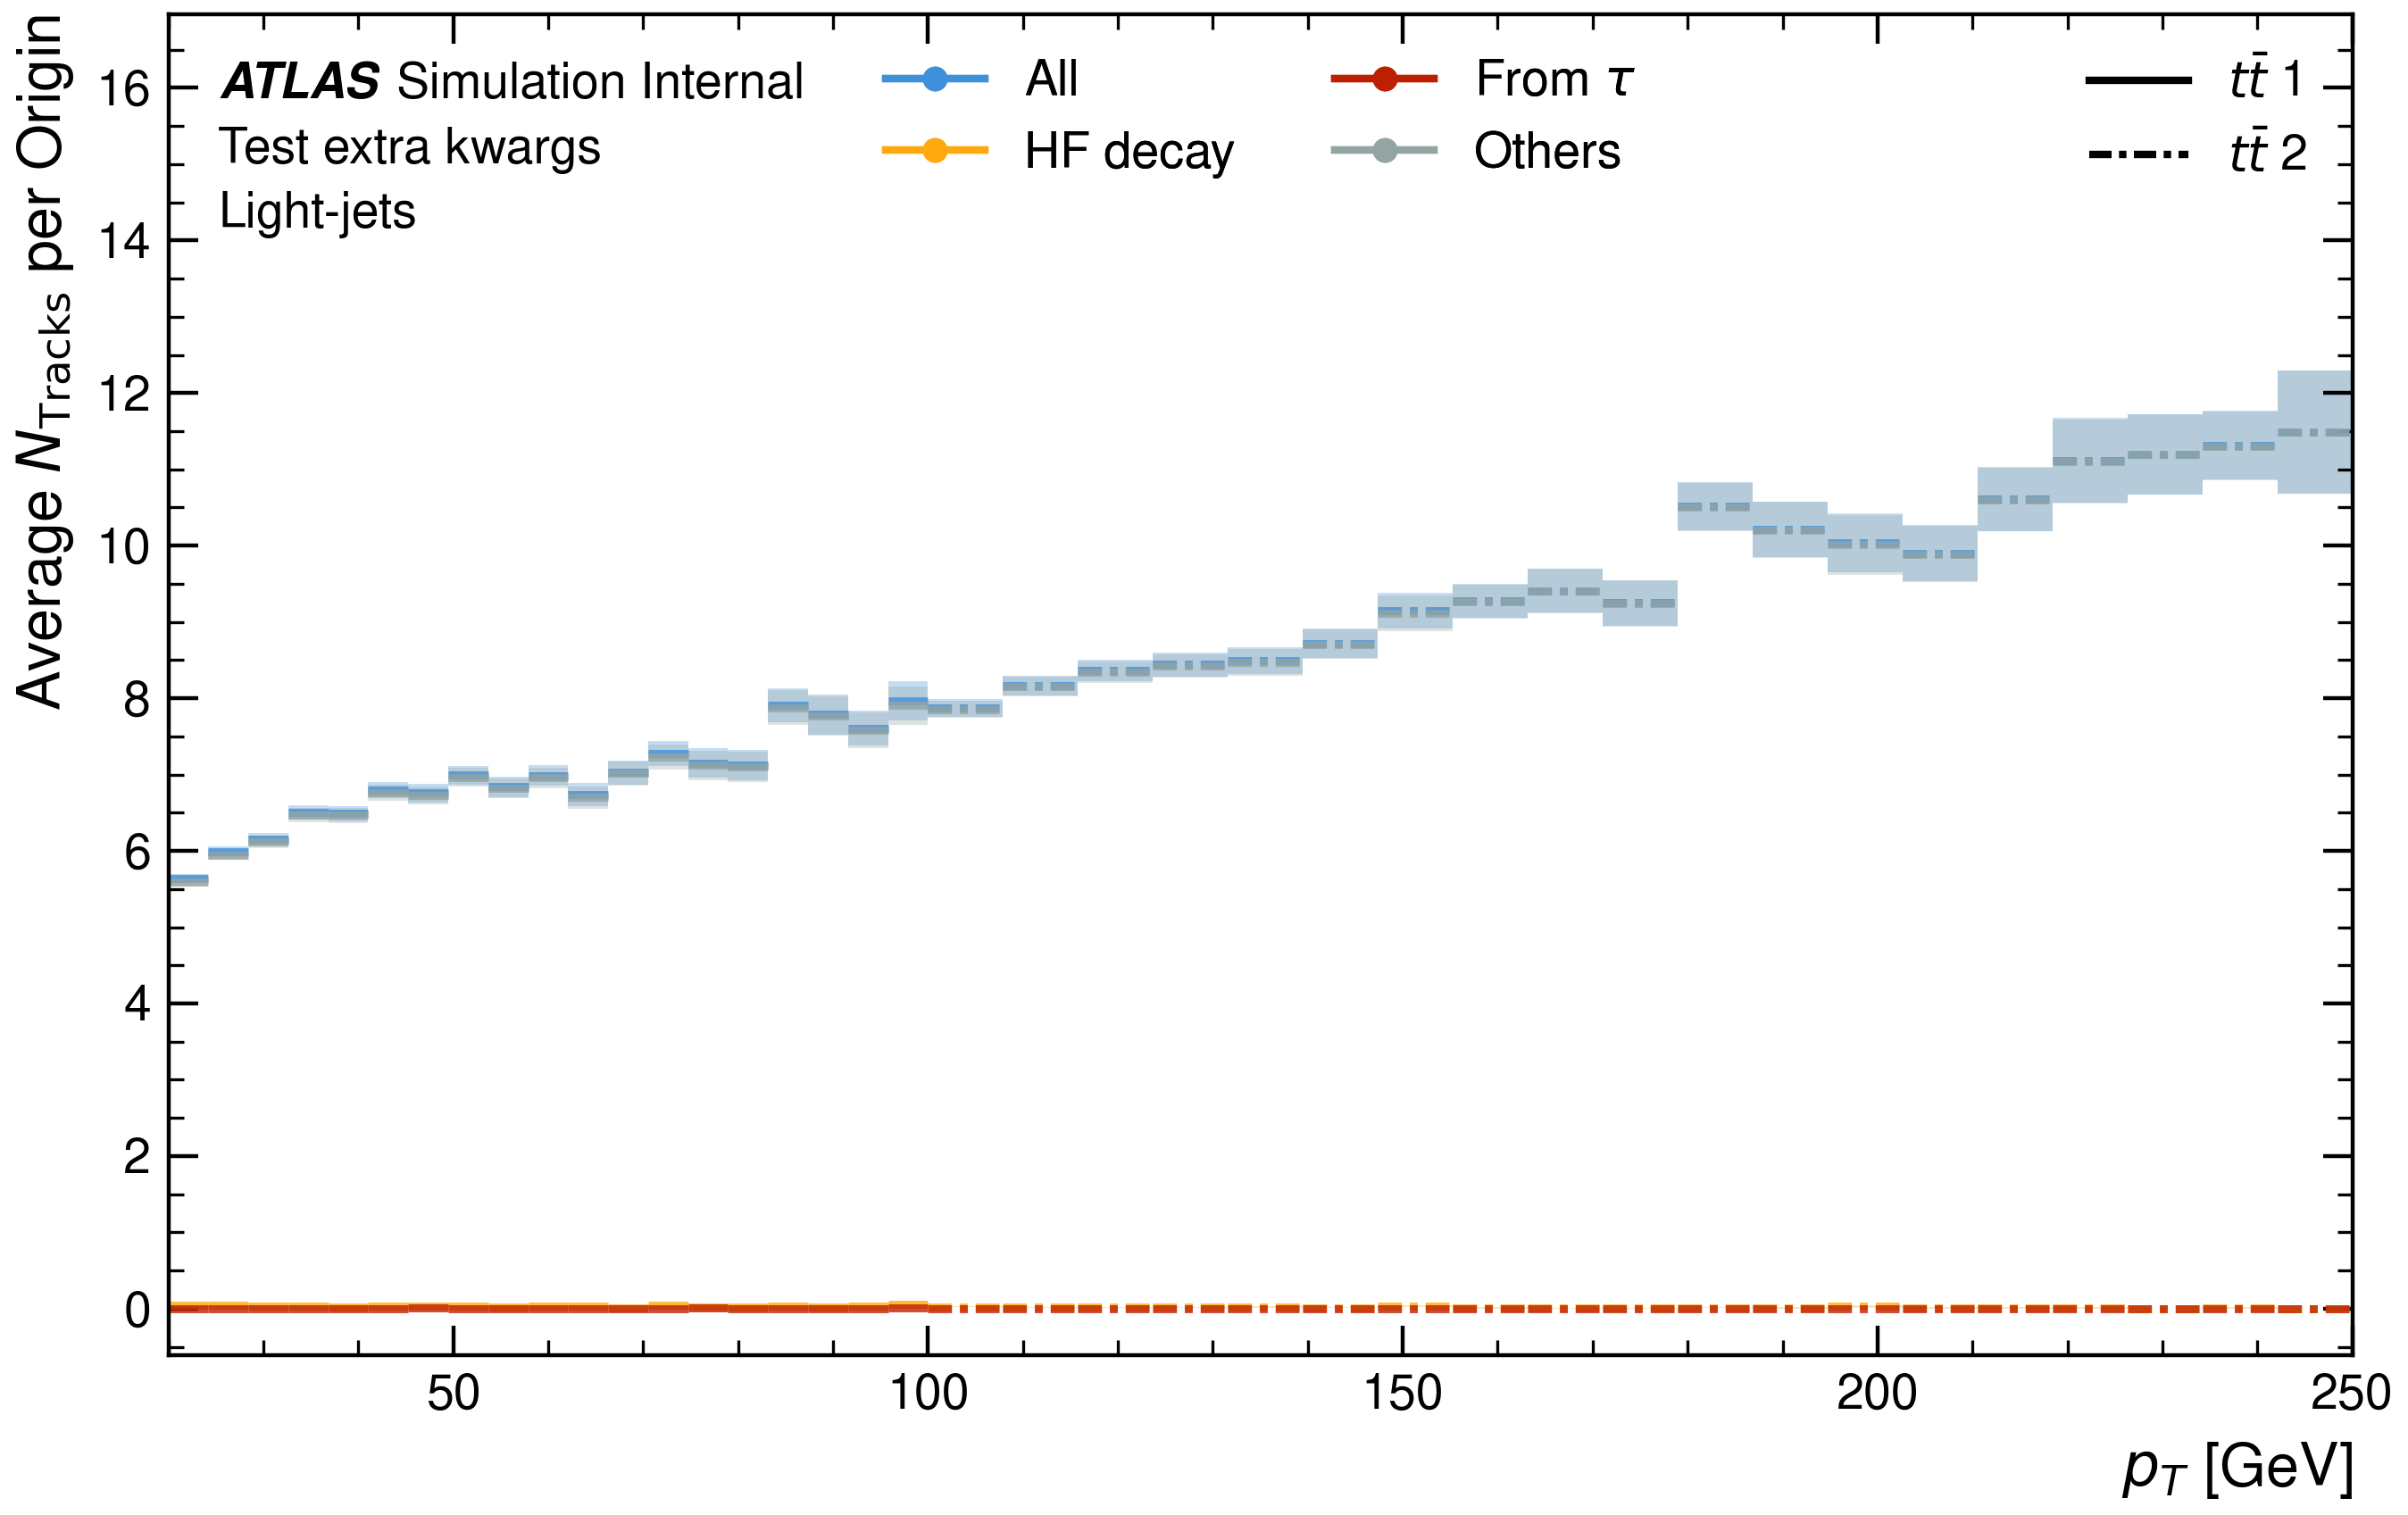 Average N_Tracks per Origin
ATLAS Simulation Internal
Test extra kwargs
Light-jets
All
HF decay
From τ
Others
tt̄ 1
tt̄ 2
16
14
12
10
8
6
4
2
0
50 100 150 200 250
p_T [GeV]